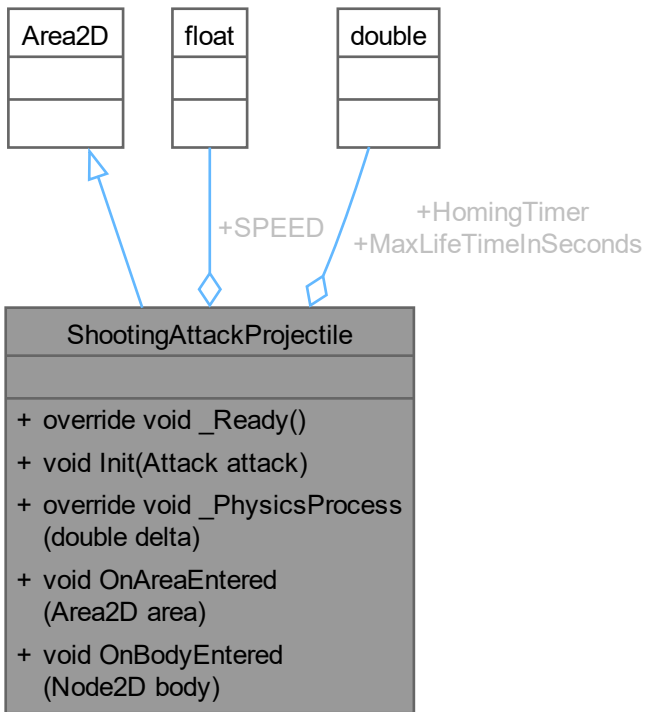 Area2D
float
double
+SPEED
+HomingTimer
+MaxLifeTimeInSeconds
ShootingAttackProjectile
+ override void _Ready()
+ void Init(Attack attack)
+ override void _PhysicsProcess
(double delta)
+ void OnAreaEntered
(Area2D area)
+ void OnBodyEntered
(Node2D body)